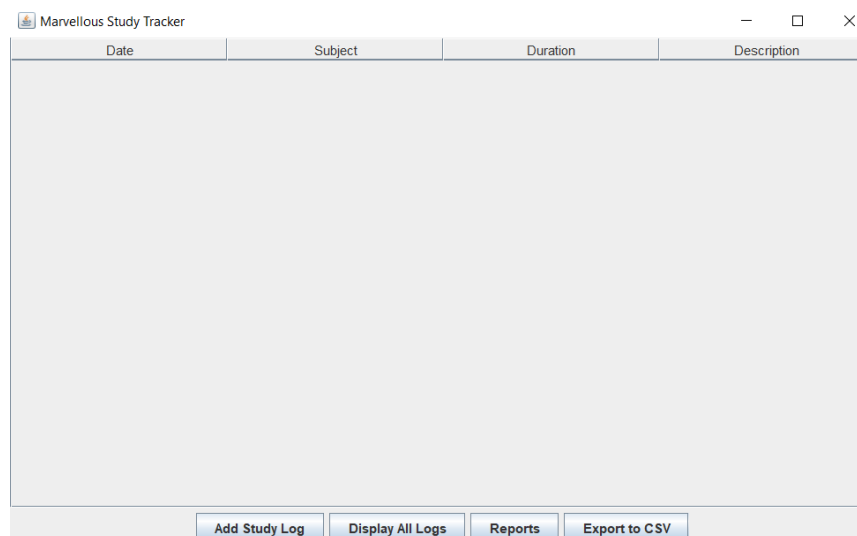 Marvellous Study Tracker
Date Subject Duration Description
Add Study Log Display All Logs Reports Export to CSV